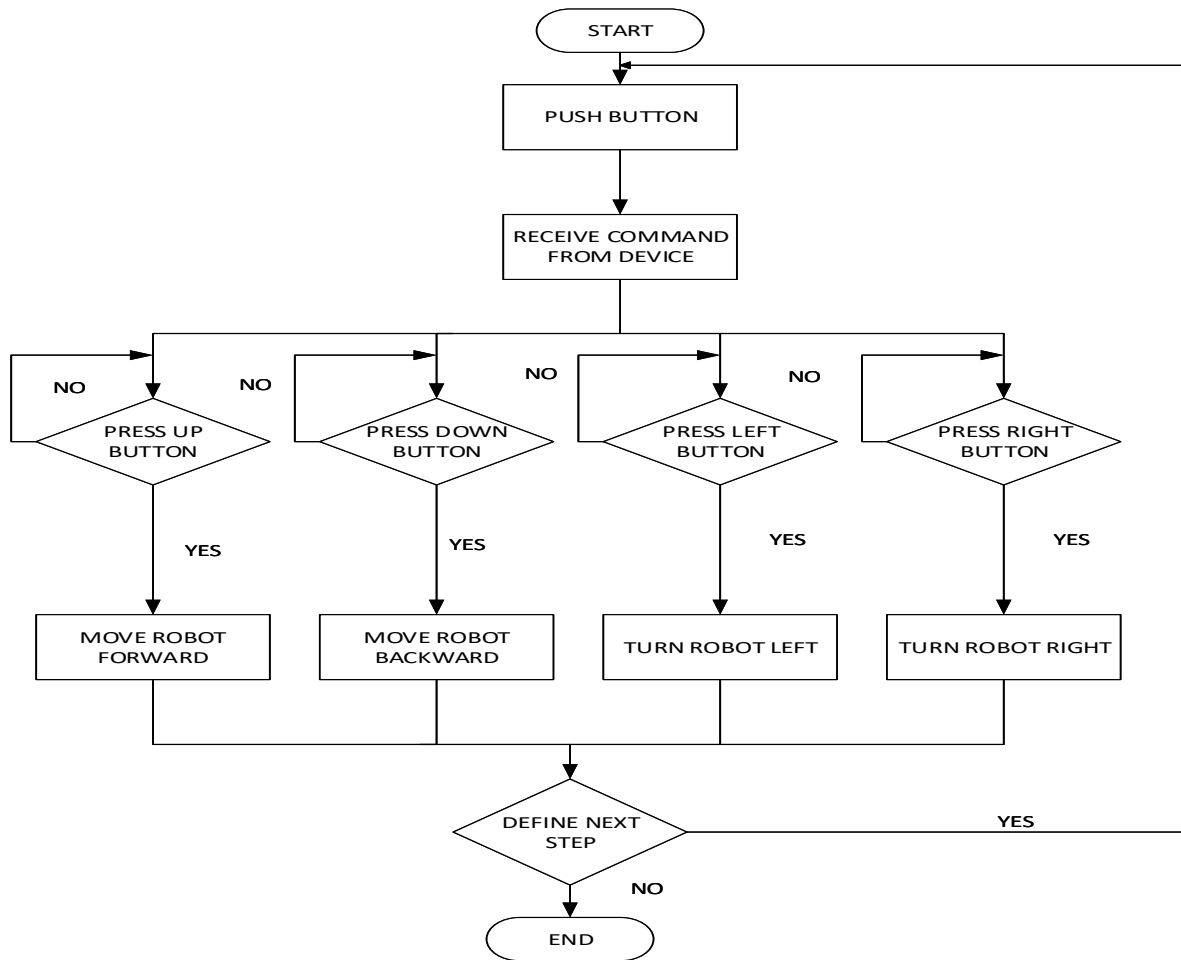 START
PUSH BUTTON
RECEIVE COMMAND
FROM DEVICE
NO
NO
NO
NO
PRESS UP
BUTTON
PRESS DOWN
BUTTON
PRESS LEFT
BUTTON
PRESS RIGHT
BUTTON
YES
YES
YES
YES
MOVE ROBOT
FORWARD
MOVE ROBOT
BACKWARD
TURN ROBOT LEFT
TURN ROBOT RIGHT
DEFINE NEXT
STEP
YES
NO
END